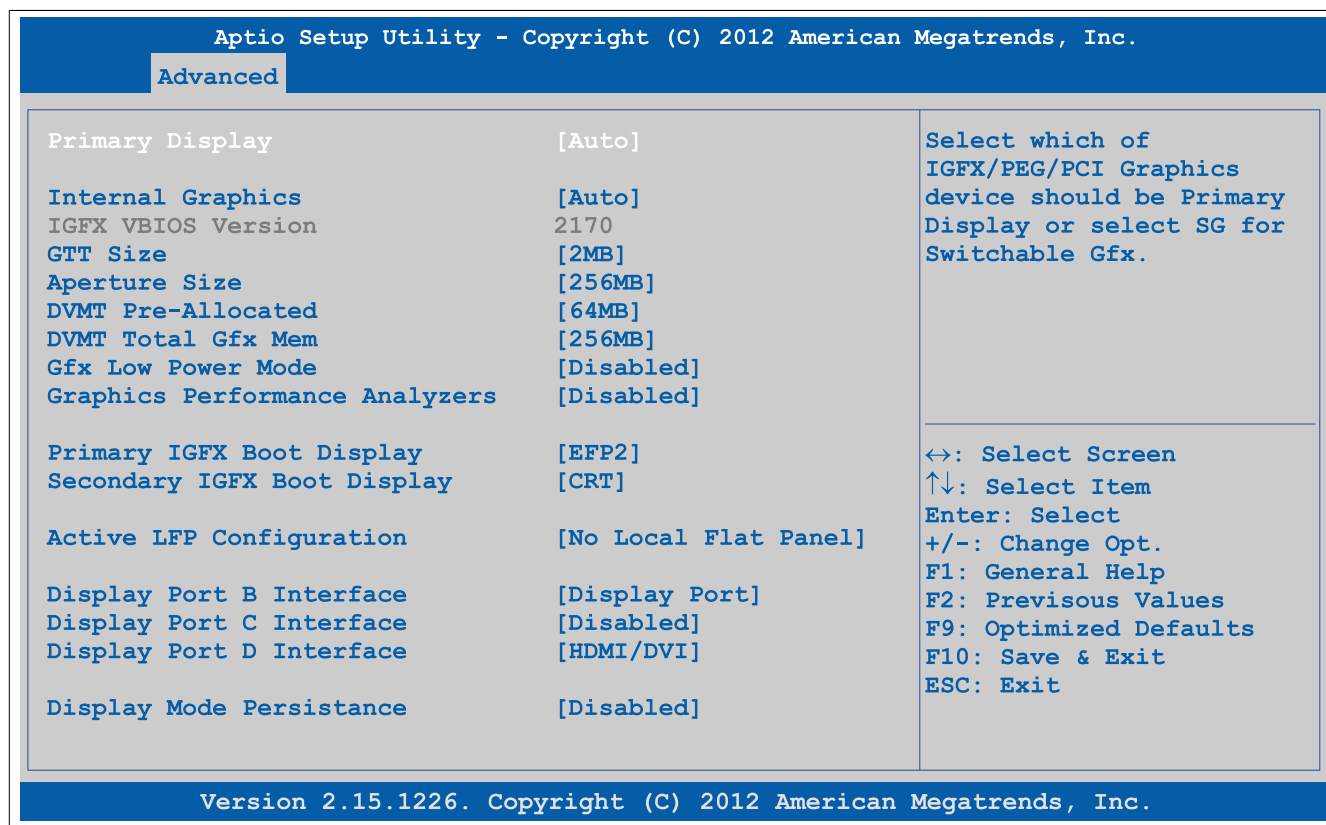 Aptio Setup Utility - Copyright (C) 2012 American Megatrends, Inc.
Advanced
Primary Display [Auto]
Internal Graphics [Auto]
IGFX VBIOS Version 2170
GTT Size [2MB]
Aperture Size [256MB]
DVMT Pre-Allocated [64MB]
DVMT Total Gfx Mem [256MB]
Gfx Low Power Mode [Disabled]
Graphics Performance Analyzers [Disabled]
Primary IGFX Boot Display [EFP2]
Secondary IGFX Boot Display [CRT]
Active LFP Configuration [No Local Flat Panel]
Display Port B Interface [Display Port]
Display Port C Interface [Disabled]
Display Port D Interface [HDMI/DVI]
Display Mode Persistance [Disabled]
Select which of
IGFX/PEG/PCI Graphics
device should be Primary
Display or select SG for
Switchable Gfx.
↔: Select Screen
↑↓: Select Item
Enter: Select
+/-: Change Opt.
F1: General Help
F2: Previsous Values
F9: Optimized Defaults
F10: Save & Exit
ESC: Exit
Version 2.15.1226. Copyright (C) 2012 American Megatrends, Inc.